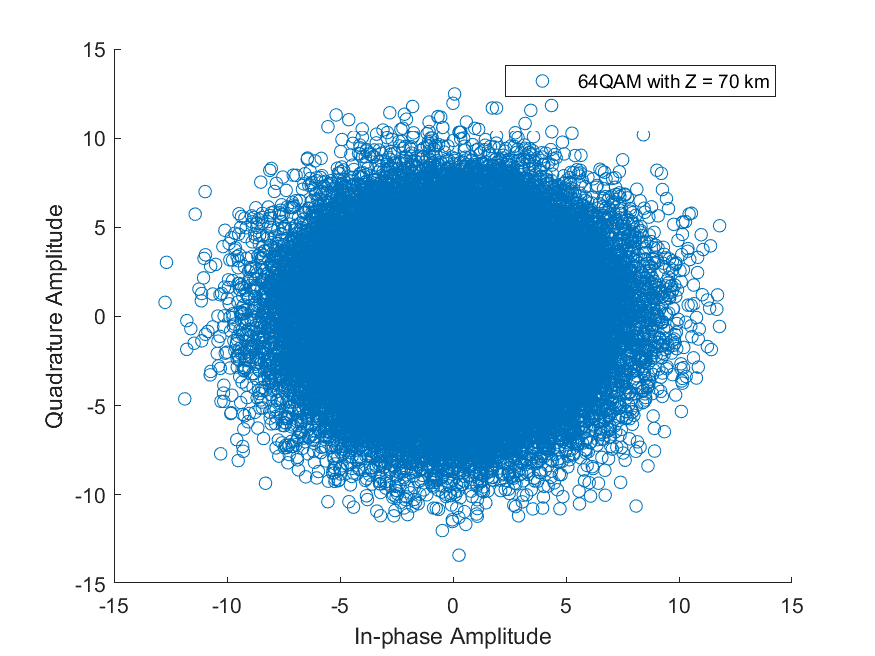 15
64QAM with Z = 70 km
10
5
0
-5
-10
-15
-15 -10 -5 0 5 10 15
Quadrature Amplitude
In-phase Amplitude